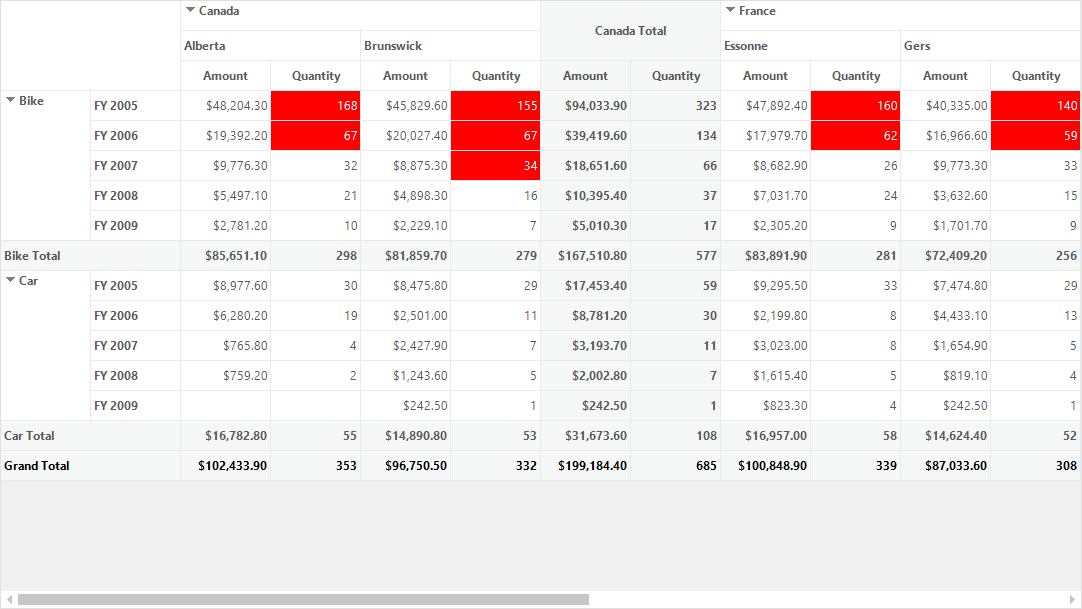 Canada France
Canada Total
Alberta Brunswick Essonne Gers
Amount Quantity Amount Quantity Amount Quantity Amount Quantity Amount Quantity
Bike FY 2005 $48,204.30 168 $45,829.60 155 $94,033.90 323 $47,892.40 160 $40,335.00 140
FY 2006 $19,392.20 67 $20,027.40 67 $39,419.60 134 $17,979.70 62 $16,966.60 59
FY 2007 $9,776.30 32 $8,875.30 34 $18,651.60 66 $8,682.90 26 $9,773.30 33
FY 2008 $5,497.10 21 $4,898.30 16 $10,395.40 37 $7,031.70 24 $3,632.60 15
FY 2009 $2,781.20 10 $2,229.10 7 $5,010.30 17 $2,305.20 9 $1,701.70 9
Bike Total $85,651.10 298 $81,859.70 279 $167,510.80 577 $83,891.90 281 $72,409.20 256
Car FY 2005 $8,977.60 30 $8,475.80 29 $17,453.40 59 $9,295.50 33 $7,474.80 29
FY 2006 $6,280.20 19 $2,501.00 11 $8,781.20 30 $2,199.80 8 $4,433.10 13
FY 2007 $765.80 4 $2,427.90 7 $3,193.70 11 $3,023.00 8 $1,654.90 5
FY 2008 $759.20 2 $1,243.60 5 $2,002.80 7 $1,615.40 5 $819.10 4
FY 2009 $242.50 1 $242.50 1 $823.30 4 $242.50 1
Car Total $16,782.80 55 $14,890.80 53 $31,673.60 108 $16,957.00 58 $14,624.40 52
Grand Total $102,433.90 353 $96,750.50 332 $199,184.40 685 $100,848.90 339 $87,033.60 308